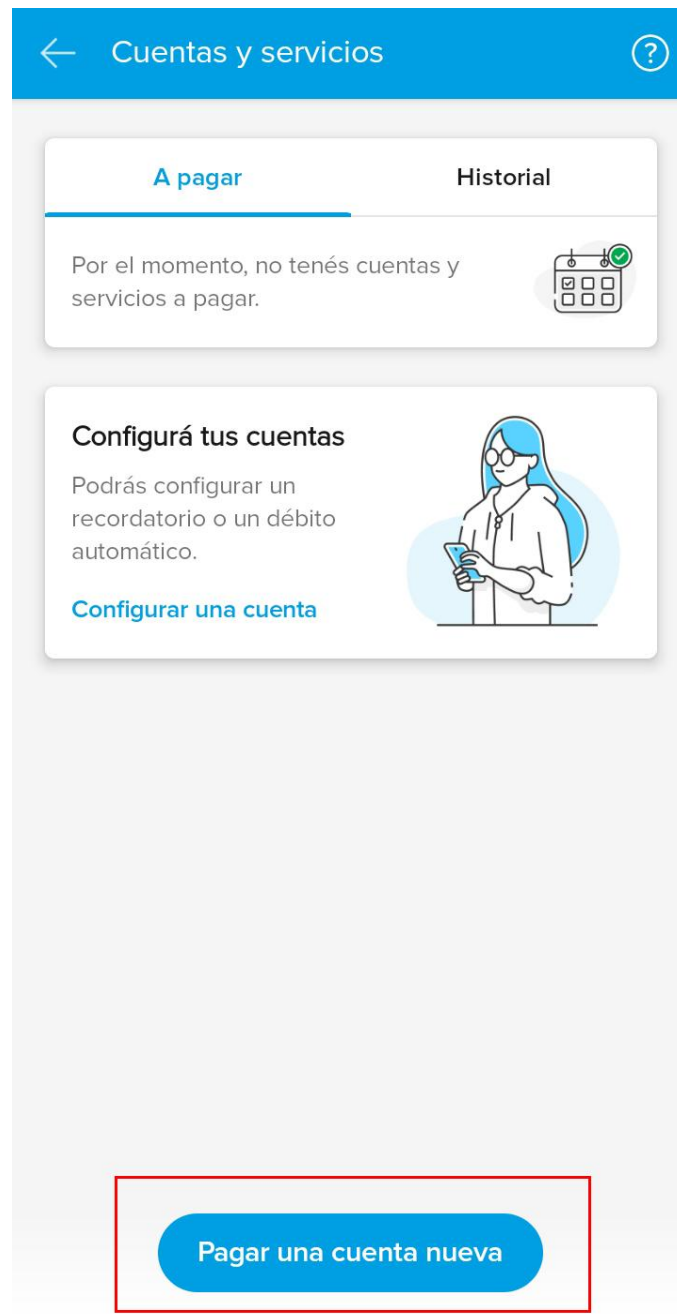 Cuentas y servicios
?
A pagar
Historial
Por el momento, no tenés cuentas y
servicios a pagar.
Configurá tus cuentas
Podrás configurar un
recordatorio o un débito
automático.
Configurar una cuenta
Pagar una cuenta nueva